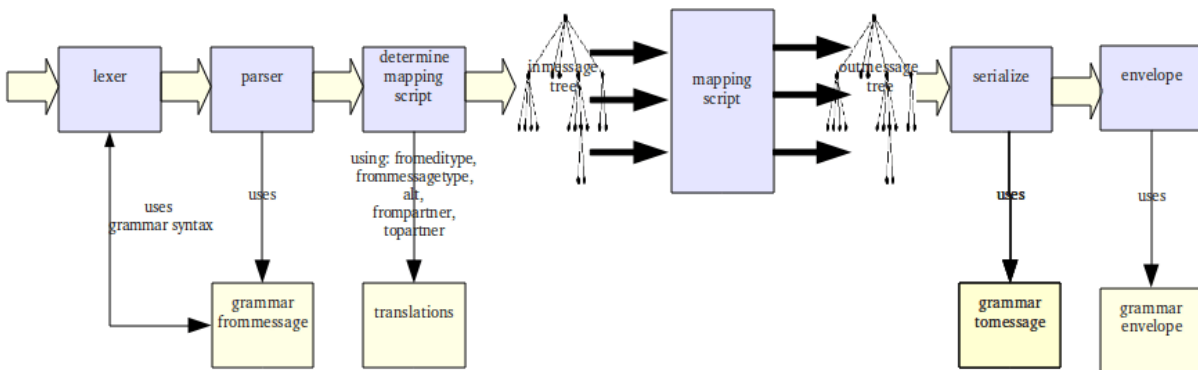 lexer
parser
determine
mapping
script
inmessage
tree
mapping
script
outmessage
tree
serialize
envelope
uses
grammar syntax
uses
using: fromeditype,
frommessagetype,
alt,
frompartner,
topartner
uses
uses
grammar
frommessage
translations
grammar
tomessage
grammar
envelope